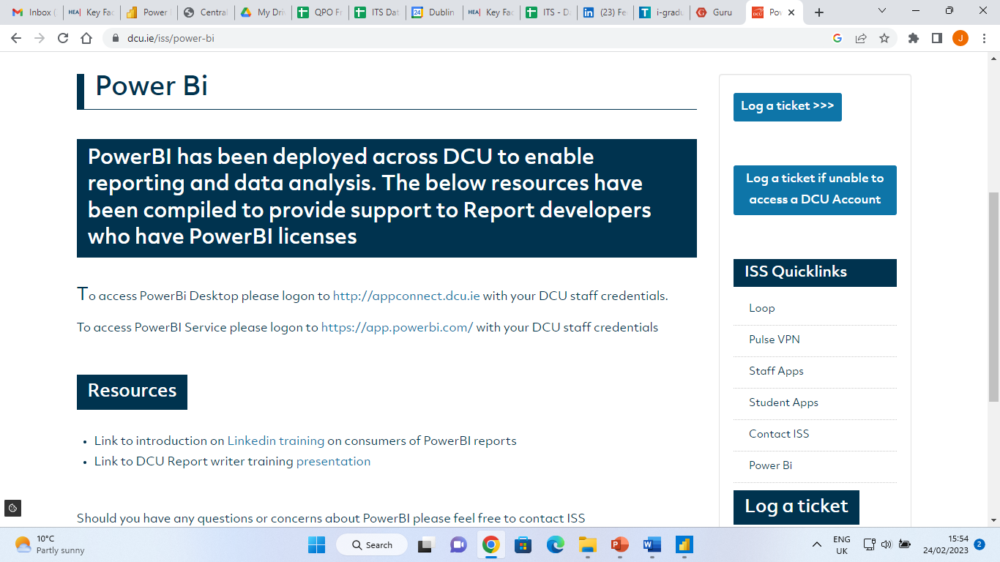 Inbox (
Key Fac
Power
Central
My Driv
QPO Fr
ITS Dat
Dublin
Key Fac
ITS - Da
(23) Fe
i-gradu
Guru
Pow
dcu.ie/iss/power-bi
Power Bi
PowerBI has been deployed across DCU to enable
reporting and data analysis. The below resources have
been compiled to provide support to Report developers
who have PowerBI licenses
To access PowerBi Desktop please logon to http://appconnect.dcu.ie with your DCU staff credentials.
To access PowerBI Service please logon to https://app.powerbi.com/ with your DCU staff credentials
Resources
• Link to introduction on Linkedin training on consumers of PowerBI reports
• Link to DCU Report writer training presentation
Should you have any questions or concerns about PowerBI please feel free to contact ISS
Log a ticket >>>
Log a ticket if unable to
access a DCU Account
ISS Quicklinks
Loop
Pulse VPN
Staff Apps
Student Apps
Contact ISS
Power Bi
Log a ticket
10°C
Partly sunny
Search
ENG
UK
15:54
24/02/2023
2